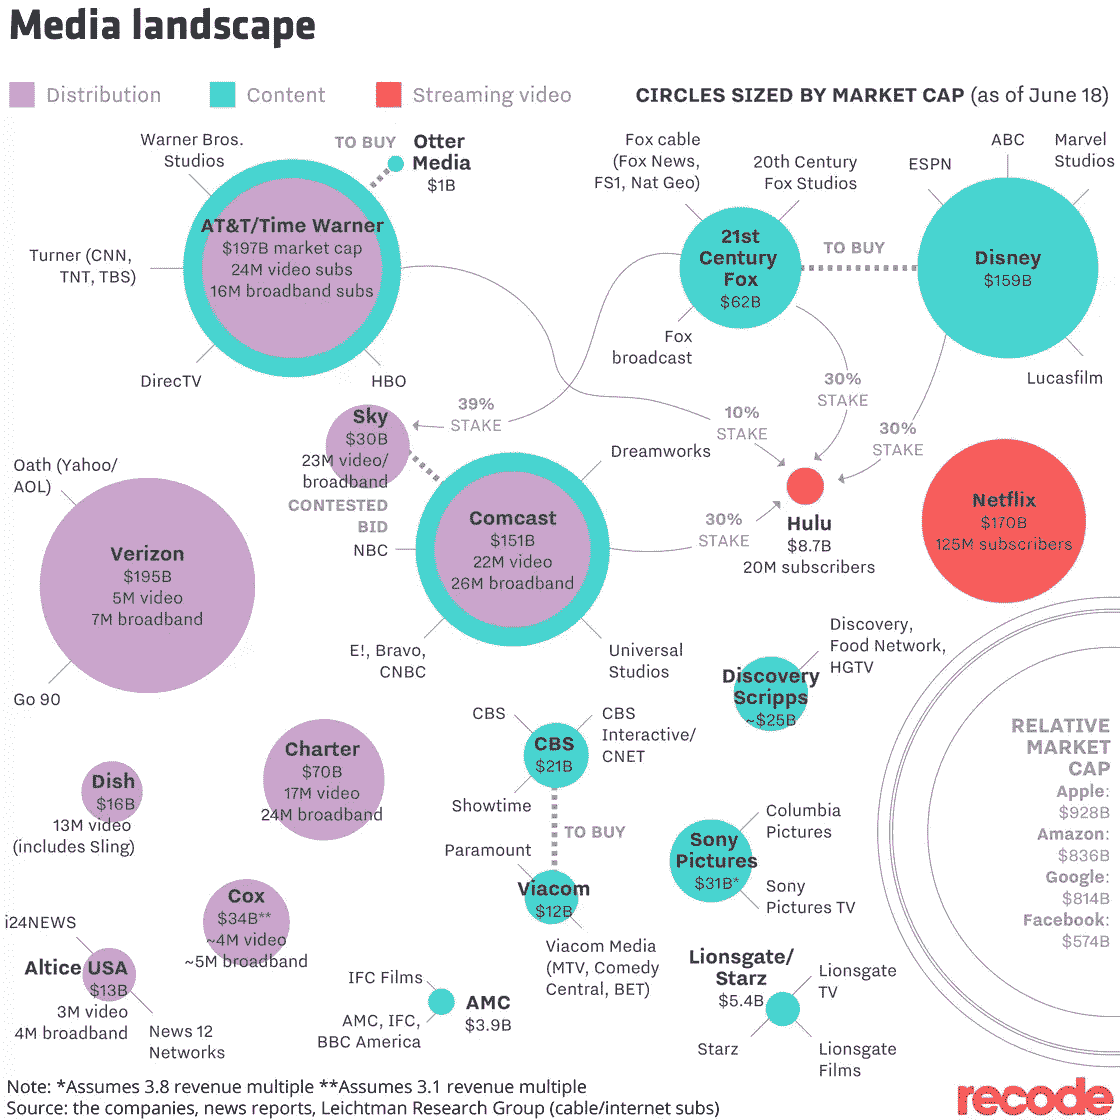 Media landscape
Distribution
Content
Streaming video
CIRCLES SIZED BY MARKET CAP (as of June 18)
Warner Bros.
Studios
TO BUY
Otter
Media
$1B
AT&T/Time Warner
$197B market cap
24M video subs
16M broadband subs
Turner (CNN,
TNT, TBS)
DirecTV
HBO
Fox cable
(Fox News,
FS1, Nat Geo)
20th Century
Fox Studios
21st
Century
Fox
$62B
Fox
broadcast
TO BUY
ESPN
ABC
Marvel
Studios
Disney
$159B
Lucasfilm
39%
STAKE
10%
STAKE
30%
STAKE
30%
STAKE
30%
STAKE
Sky
$30B
23M video/
broadband
CONTESTED
BID
NBC
Dreamworks
Comcast
$151B
22M video
26M broadband
E!, Bravo,
CNBC
Universal
Studios
Hulu
$8.7B
20M subscribers
Netflix
$170B
125M subscribers
Oath (Yahoo/
AOL)
Verizon
$195B
5M video
7M broadband
Go 90
Discovery,
Food Network,
HGTV
Discovery
Scripps
~$25B
Charter
$70B
17M video
24M broadband
CBS
CBS
Interactive/
CNET
CBS
$21B
Showtime
TO BUY
Paramount
Viacom
$12B
Viacom Media
(MTV, Comedy
Central, BET)
Dish
$16B
13M video
(includes Sling)
Columbia
Pictures
Sony
Pictures
$31B*
Sony
Pictures TV
RELATIVE
MARKET
CAP
Apple:
$928B
Amazon:
$836B
Google:
$814B
Facebook:
$574B
Cox
$34B**
~4M video
~5M broadband
i24NEWS
Altice USA
$13B
3M video
4M broadband
News 12
Networks
IFC Films
AMC, IFC,
BBC America
AMC
$3.9B
Lionsgate/
Starz
$5.4B
Lionsgate
TV
Starz
Lionsgate
Films
Note: *Assumes 3.8 revenue multiple **Assumes 3.1 revenue multiple
Source: the companies, news reports, Leichtman Research Group (cable/internet subs)
recode